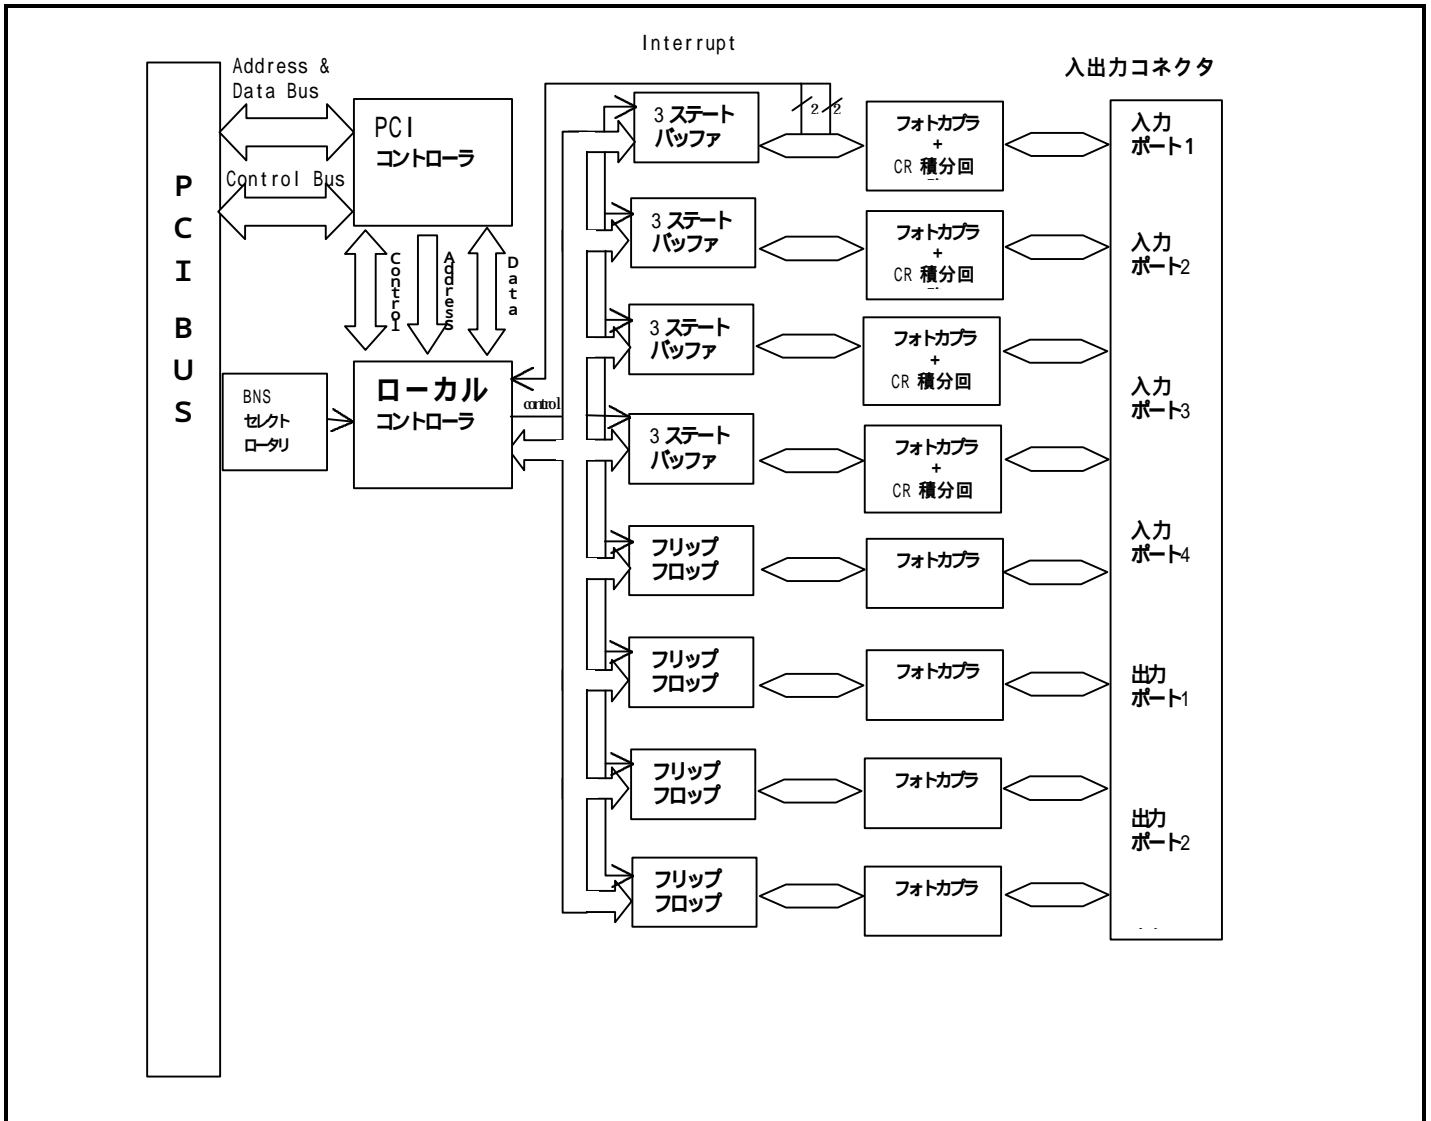 Interrupt
入出力コネクタ
Address &
Data Bus
PCI
コントローラ
Control Bus
P
C
I
B
U
S
Control
Address
Data
BNS
セレクト
ロータリ
ローカル
コントローラ
control
2
2
3 ステート
バッファ
フォトカプラ
+
CR 積分回
入力
ポート1
3 ステート
バッファ
フォトカプラ
+
CR 積分回
入力
ポート2
3 ステート
バッファ
フォトカプラ
+
CR 積分回
入力
ポート3
3 ステート
バッファ
フォトカプラ
+
CR 積分回
入力
ポート4
フリップ
フロップ
フォトカプラ
フリップ
フロップ
フォトカプラ
出力
ポート1
フリップ
フロップ
フォトカプラ
出力
ポート2
フリップ
フロップ
フォトカプラ